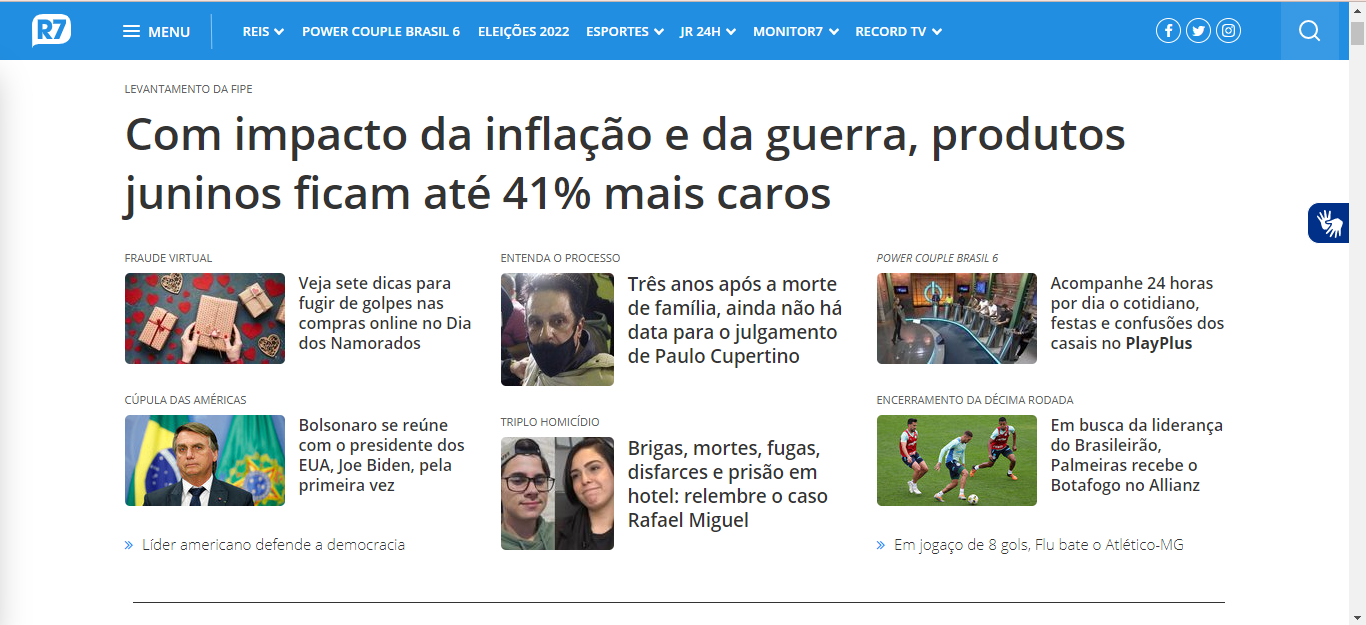 R7
MENU
REIS
POWER COUPLE BRASIL 6
ELEIÇÕES 2022
ESPORTES
JR 24H
MONITOR7
RECORD TV
LEVANTAMENTO DA FIPE
Com impacto da inflação e da guerra, produtos
juninos ficam até 41% mais caros
FRAUDE VIRTUAL
Veja sete dicas para
fugir de golpes nas
compras online no Dia
dos Namorados
CÚPULA DAS AMÉRICAS
Bolsonaro se reúne
com o presidente dos
EUA, Joe Biden, pela
primeira vez
» Líder americano defende a democracia
ENTENDA O PROCESSO
Três anos após a morte
de família, ainda não há
data para o julgamento
de Paulo Cupertino
TRIPLO HOMICÍDIO
Brigas, mortes, fugas,
disfarces e prisão em
hotel: relembre o caso
Rafael Miguel
POWER COUPLE BRASIL 6
Acompanhe 24 horas
por dia o cotidiano,
festas e confusões dos
casais no PlayPlus
ENCERRAMENTO DA DÉCIMA RODADA
Em busca da liderança
do Brasileirão,
Palmeiras recebe o
Botafogo no Allianz
» Em jogaço de 8 gols, Flu bate o Atlético-MG